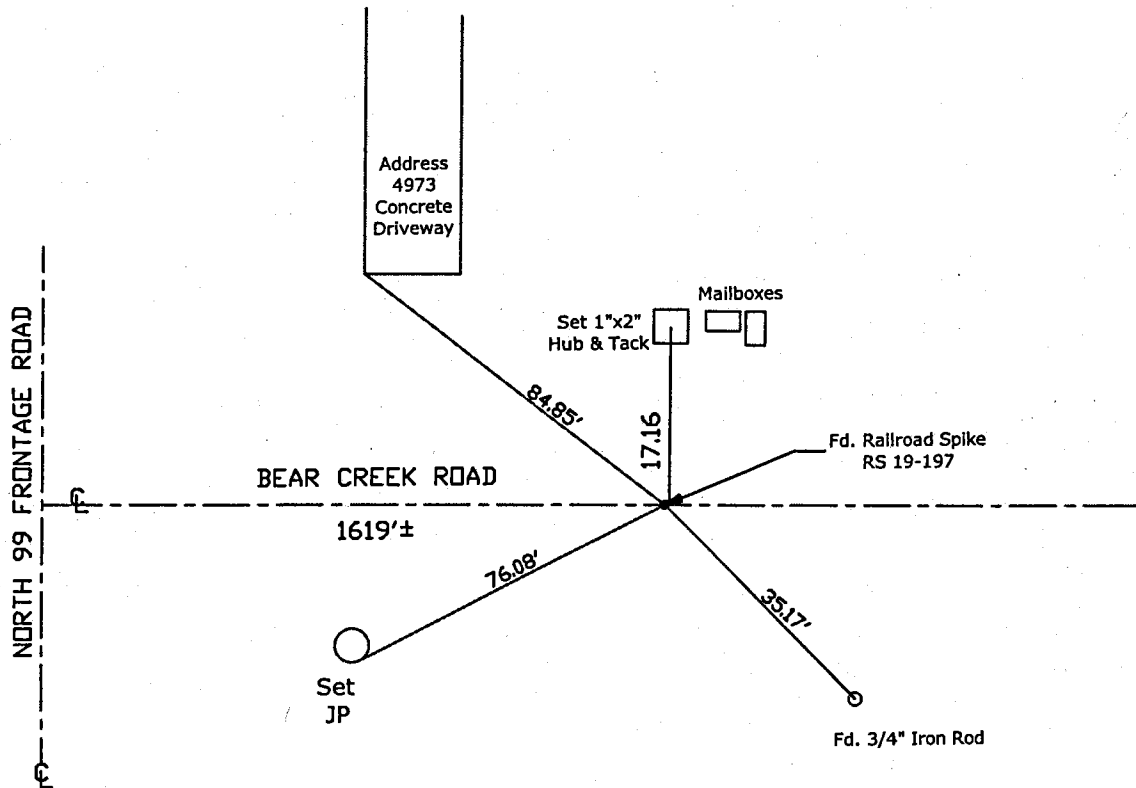 Address
4973
Concrete
Driveway
Mailboxes
Set 1"x2"
Hub & Tack
84.85'
17.16
Fd. Railroad Spike
RS 19-197
NORTH 99 FRONTAGE ROAD
BEAR CREEK ROAD
℄
1619'±
76.08'
35.17'
Set
JP
Fd. 3/4" Iron Rod
℄